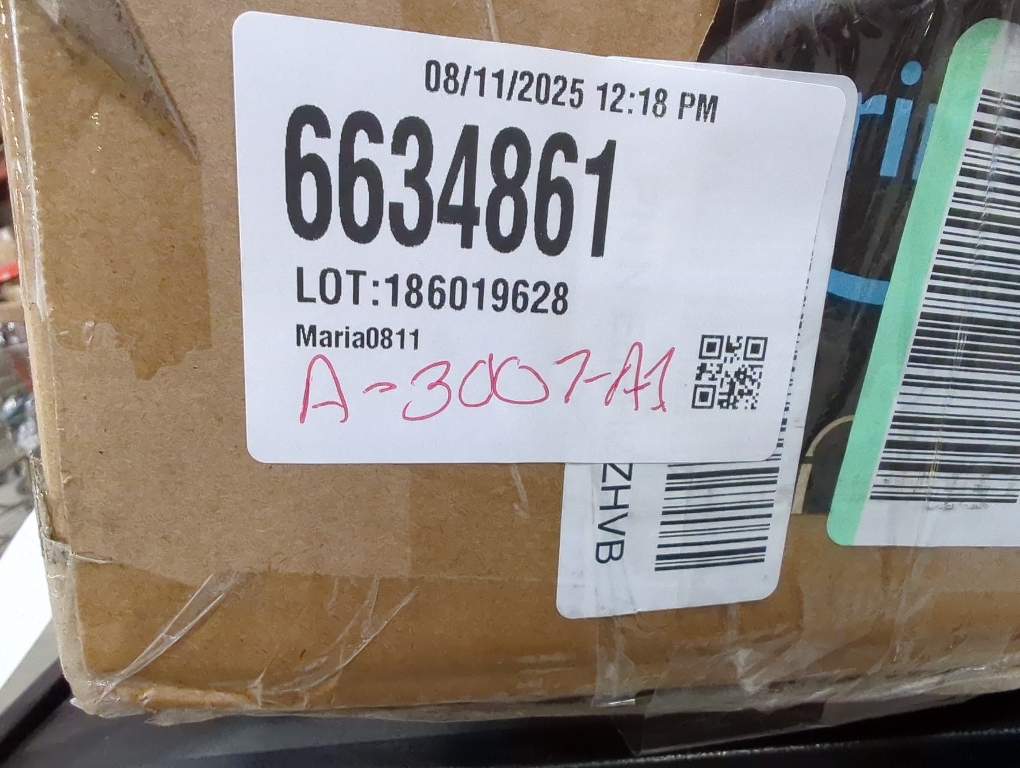 08/11/2025 12:18 PM
6634861
LOT:186019628
Maria0811
A-3007-A1
ZHVB